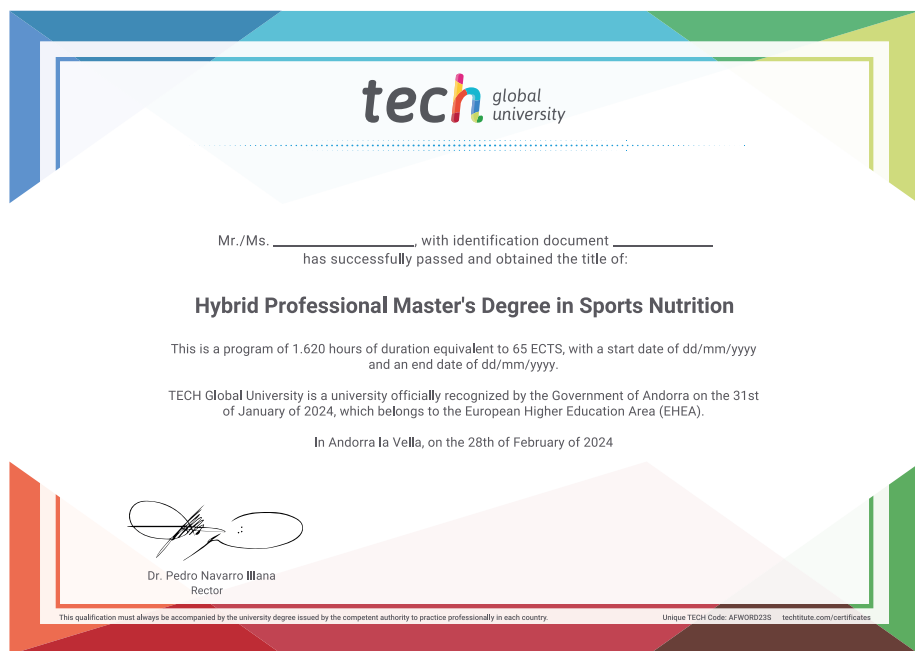 tech global
university
Mr./Ms. ____________________, with identification document ______________
has successfully passed and obtained the title of:
Hybrid Professional Master's Degree in Sports Nutrition
This is a program of 1.620 hours of duration equivalent to 65 ECTS, with a start date of dd/mm/yyyy
and an end date of dd/mm/yyyy.
TECH Global University is a university officially recognized by the Government of Andorra on the 31st
of January of 2024, which belongs to the European Higher Education Area (EHEA).
In Andorra la Vella, on the 28th of February of 2024
Dr. Pedro Navarro Illana
Rector
This qualification must always be accompanied by the university degree issued by the competent authority to practice professionally in each country. Unique TECH Code: AFWORD23S techtitute.com/certificates